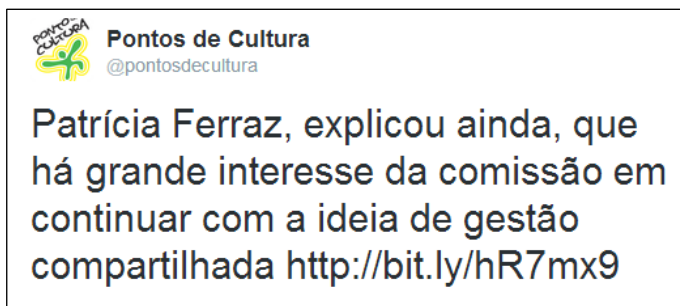 PONTO-
CULTURA
Pontos de Cultura
@pontosdecultura
Patrícia Ferraz, explicou ainda, que
há grande interesse da comissão em
continuar com a ideia de gestão
compartilhada http://bit.ly/hR7mx9